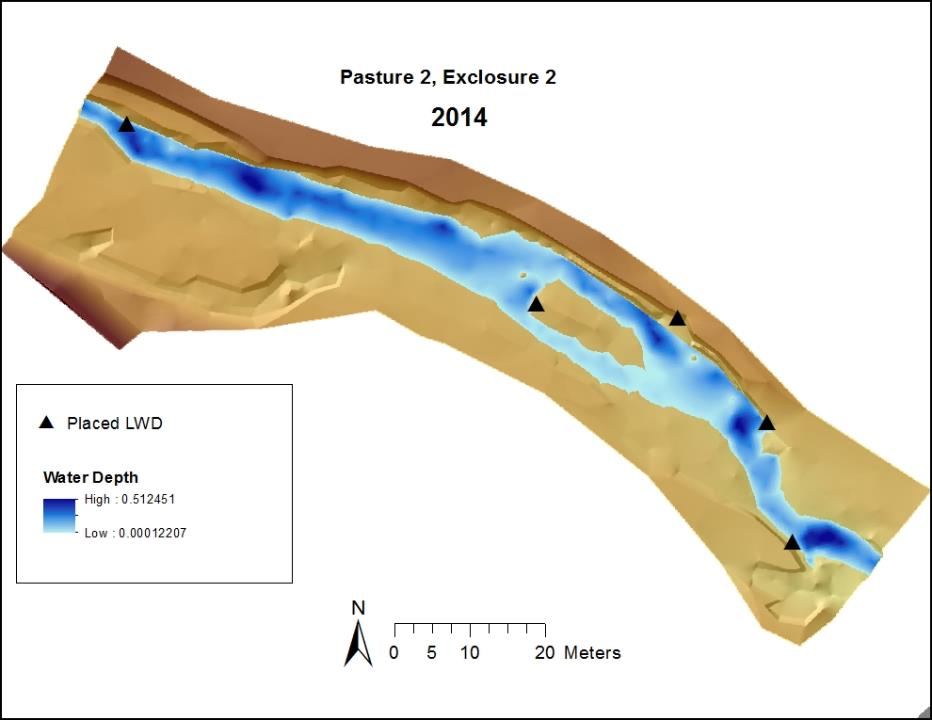 Pasture 2, Exclosure 2
2014
Placed LWD
Water Depth
High : 0.512451
Low : 0.00012207
N
0 5 10 20 Meters